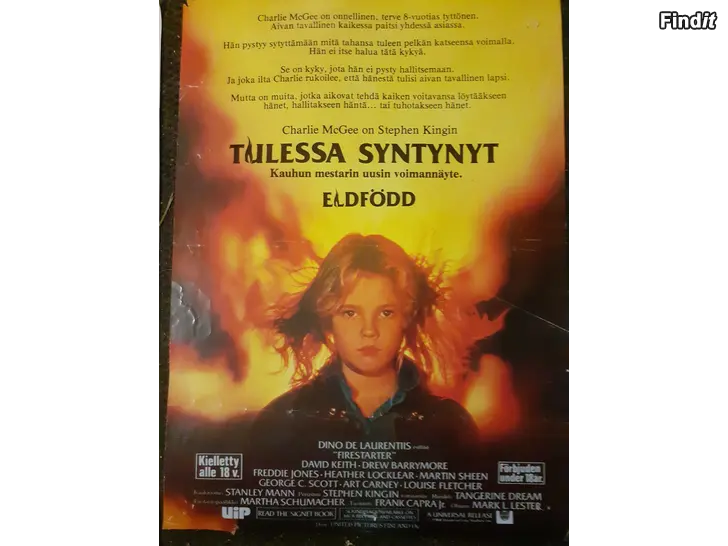 Findit
Charlie McGee on onnellinen, terve 8-vuotias tyttönen.
Aivan tavallinen kaikessa paitsi yhdessä asiassa.
Hän pystyy sytyttämään mitä tahansa tuleen pelkän katseensa voimalla.
Hän ei itse halua tätä kykyä.
Se on kyky, jota hän ei pysty hallitsemaan.
Ja joka ilta Charlie rukoilee, että hänestä tulisi aivan tavallinen lapsi.
Mutta on muita, jotka aikovat tehdä kaiken voitavansa löytääkseen
hänet, hallitakseen häntä... tai tuhotakseen hänet.
Charlie McGee on Stephen Kingin
TULESSA SYNTYNYT
Kauhun mestarin uusin voimannäyte.
ELDFÖDD
DINO DE LAURENTIIS
"FIRESTARTER"
DAVID KEITH · DREW BARRYMORE
FREDDIE JONES · HEATHER LOCKLEAR · MARTIN SHEEN
GEORGE C. SCOTT · ART CARNEY · LOUISE FLETCHER
STANLEY MANN STEPHEN KINGIN TANGERINE DREAM
MARTHA SCHUMACHER FRANK CAPRA Jr. MARK L. LESTER
Kielletty
alle 18 v.
Förbjuden
under 18 år.
UIP
READ THE SIGNET BOOK
A UNIVERSAL RELEASE
UNITED PICTURES FINLAND